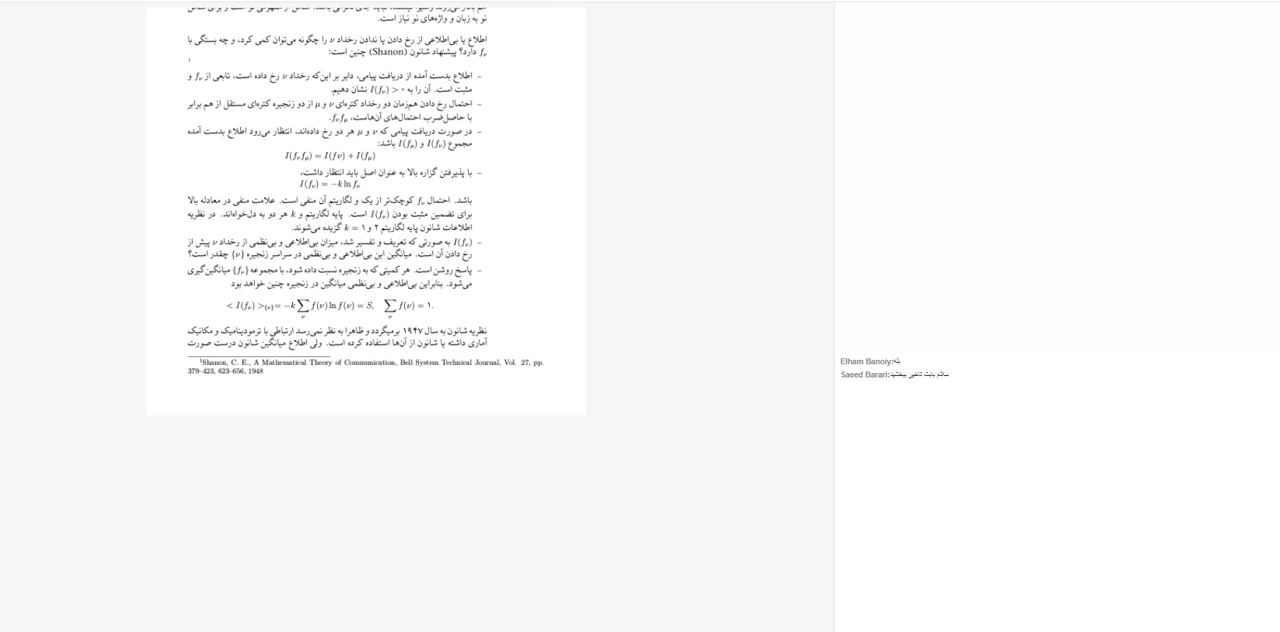 نو به زبان و واژه‌های نو نیاز است.
اطلاع یا بی‌اطلاعی از رخ دادن یا ندادن رخداد ν را چگونه می‌توان کمی کرد، و چه بستگی با
f_ν دارد؟ پیشنهاد شانون (Shanon) چنین است:
1
– اطلاع بدست آمده از دریافت پیامی، دایر بر این‌که رخداد ν رخ داده است، تابعی از f_ν و
مثبت است. آن را به I(f_ν) > ۰ نشان دهیم.
– احتمال رخ دادن هم‌زمان دو رخداد کتره‌ای ν و μ از دو زنجیره کتره‌ای مستقل از هم برابر
با حاصل‌ضرب احتمال‌های آن‌هاست، f_ν f_μ.
– در صورت دریافت پیامی که ν و μ هر دو رخ داده‌اند، انتظار می‌رود اطلاع بدست آمده
مجموع I(f_ν) و I(f_μ) باشد:
I(f_ν f_μ) = I(fν) + I(f_μ)
– با پذیرفتن گزاره بالا به عنوان اصل باید انتظار داشت،
I(f_ν) = −k ln f_ν
باشد. احتمال f_ν کوچک‌تر از یک و لگاریتم آن منفی است. علامت منفی در معادله بالا
برای تضمین مثبت بودن I(f_ν) است. پایه لگاریتم و k هر دو به دل‌خواه‌اند. در نظریه
اطلاعات شانون پایه لگاریتم ۲ و k = ۱ گزیده می‌شوند.
– I(f_ν) به صورتی که تعریف و تفسیر شد، میزان بی‌اطلاعی و بی‌نظمی از رخداد ν پیش از
رخ دادن آن است. میانگین این بی‌اطلاعی و بی‌نظمی در سراسر زنجیره {ν} چقدر است؟
– پاسخ روشن است. هر کمیتی که به زنجیره نسبت داده شود، با مجموعه {f_ν} میانگین‌گیری
می‌شود. بنابراین بی‌اطلاعی و بی‌نظمی میانگین در زنجیره چنین خواهد بود
< I(f_ν) >_{ν} = −k ∑_ν f(ν) ln f(ν) = S, ∑_ν f(ν) = ۱.
نظریه شانون به سال ۱۹۴۷ برمیگردد و ظاهرا به نظر نمی‌رسد ارتباطی با ترمودینامیک و مکانیک
آماری داشته یا شانون از آن‌ها استفاده کرده است. ولی اطلاع میانگین شانون درست صورت
1Shanon, C. E., A Mathematical Theory of Communication, Bell System Technical Journal, Vol. 27, pp.
379–423, 623–656, 1948
Elham Banoiy:بله
Saeed Barari:سلام بابت تاخیر ببخشید